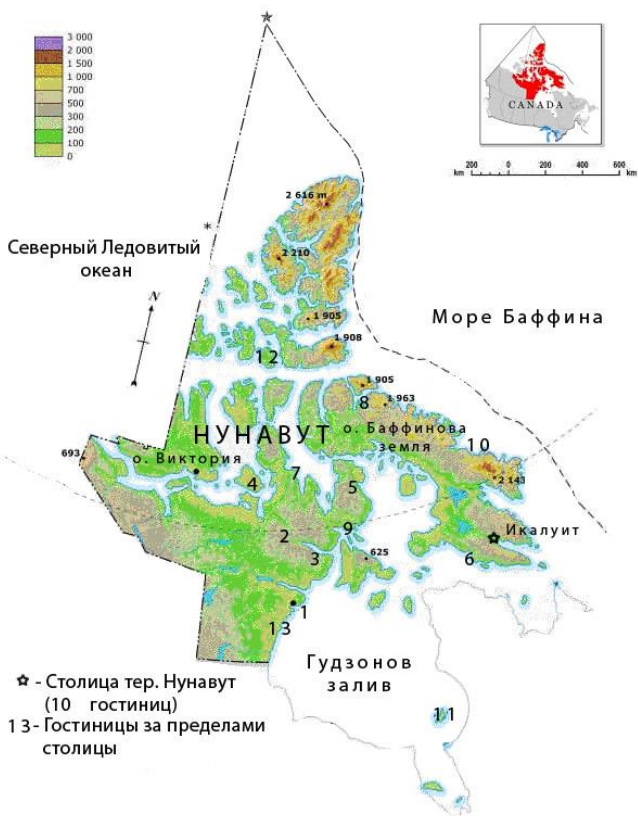 3 000
2 000
1 500
1 000
700
500
300
200
100
0
CANADA
200 0 200 400 600
km km
2 616 m
Северный Ледовитый
океан
2 210
N
1 905
Море Баффина
1 908
12
1 905
8
1 963
НУНАВУТ
о. Баффинова
земля
10
693
о. Виктория
7
2 143
4
5
2
9
Икалуит
3
625
6
1
13
Гудзонов
залив
- Столица тер. Нунавут
(10 гостиниц)
13- Гостиницы за пределами
столицы
11